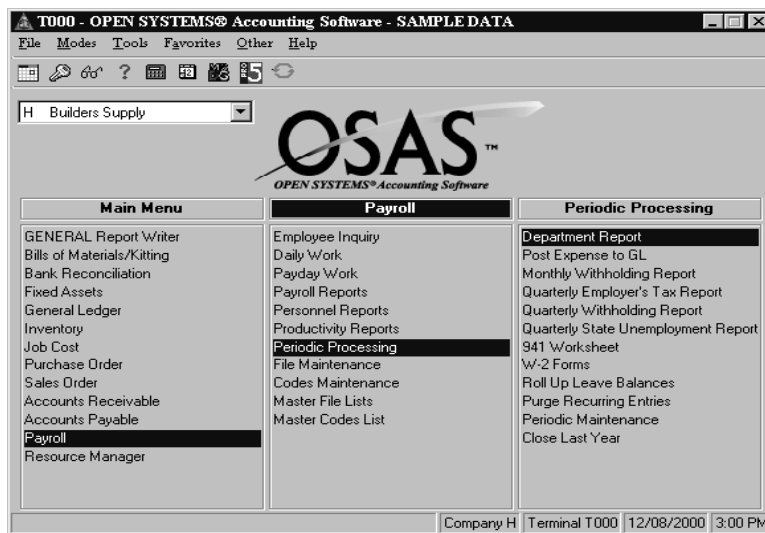 T000 - OPEN SYSTEMS® Accounting Software - SAMPLE DATA
File Modes Tools Favorites Other Help
H Builders Supply
OSAS™
OPEN SYSTEMS® Accounting Software
Main Menu
GENERAL Report Writer
Bills of Materials/Kitting
Bank Reconciliation
Fixed Assets
General Ledger
Inventory
Job Cost
Purchase Order
Sales Order
Accounts Receivable
Accounts Payable
Payroll
Resource Manager
Payroll
Employee Inquiry
Daily Work
Payday Work
Payroll Reports
Personnel Reports
Productivity Reports
Periodic Processing
File Maintenance
Codes Maintenance
Master File Lists
Master Codes List
Periodic Processing
Department Report
Post Expense to GL
Monthly Withholding Report
Quarterly Employer's Tax Report
Quarterly Withholding Report
Quarterly State Unemployment Report
941 Worksheet
W-2 Forms
Roll Up Leave Balances
Purge Recurring Entries
Periodic Maintenance
Close Last Year
Company H Terminal T000 12/08/2000 3:00 PM